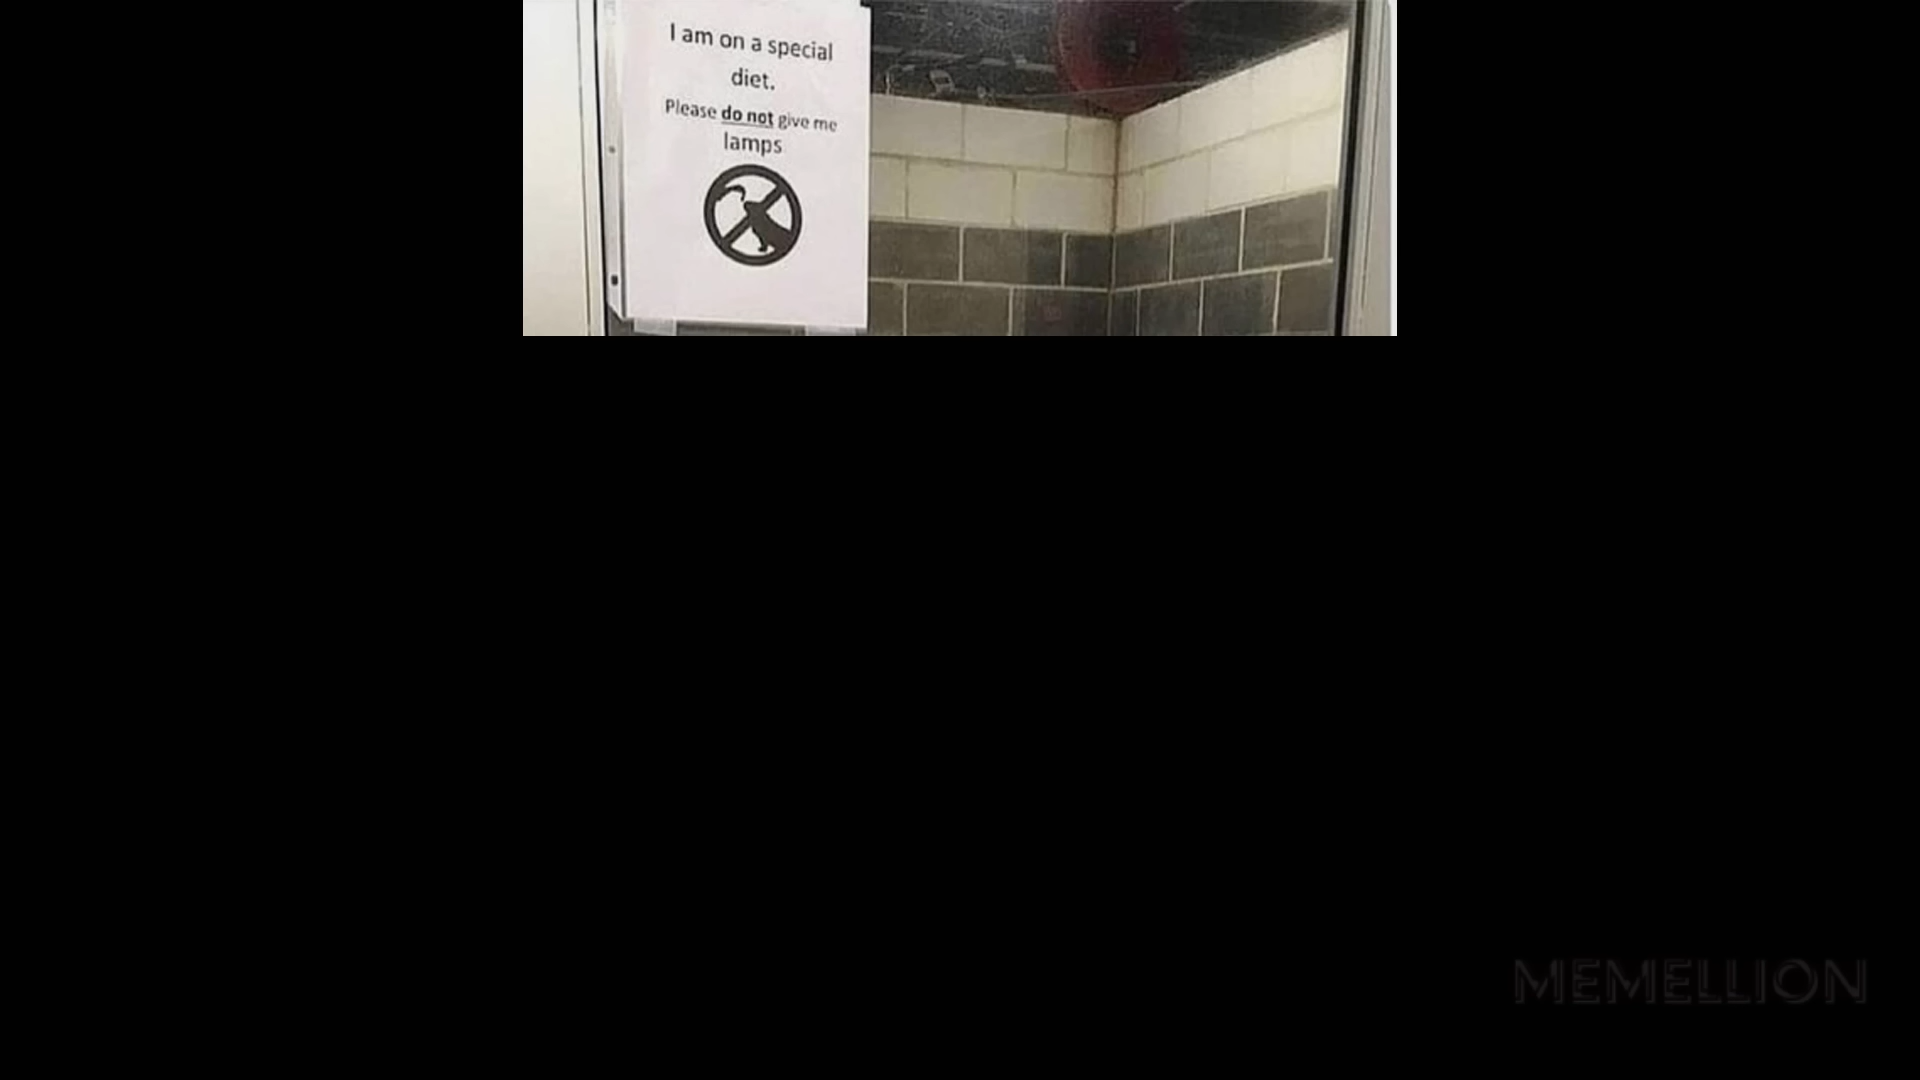 I am on a special
diet.
Please do not give me
lamps
MEMELLION